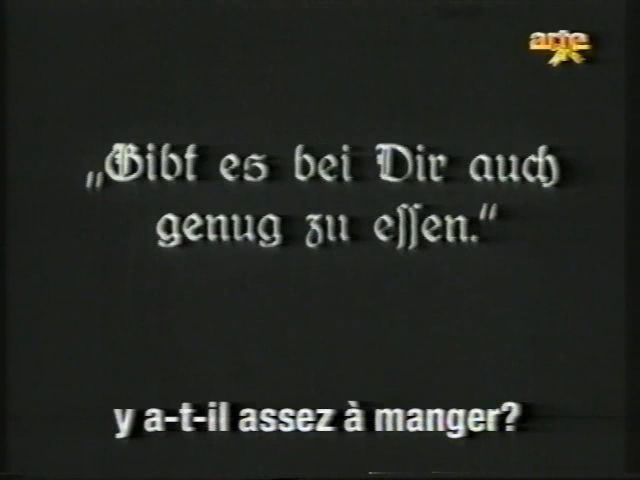 arte
„Gibt es bei Dir auch
genug zu eſſen.“
y a-t-il assez à manger?